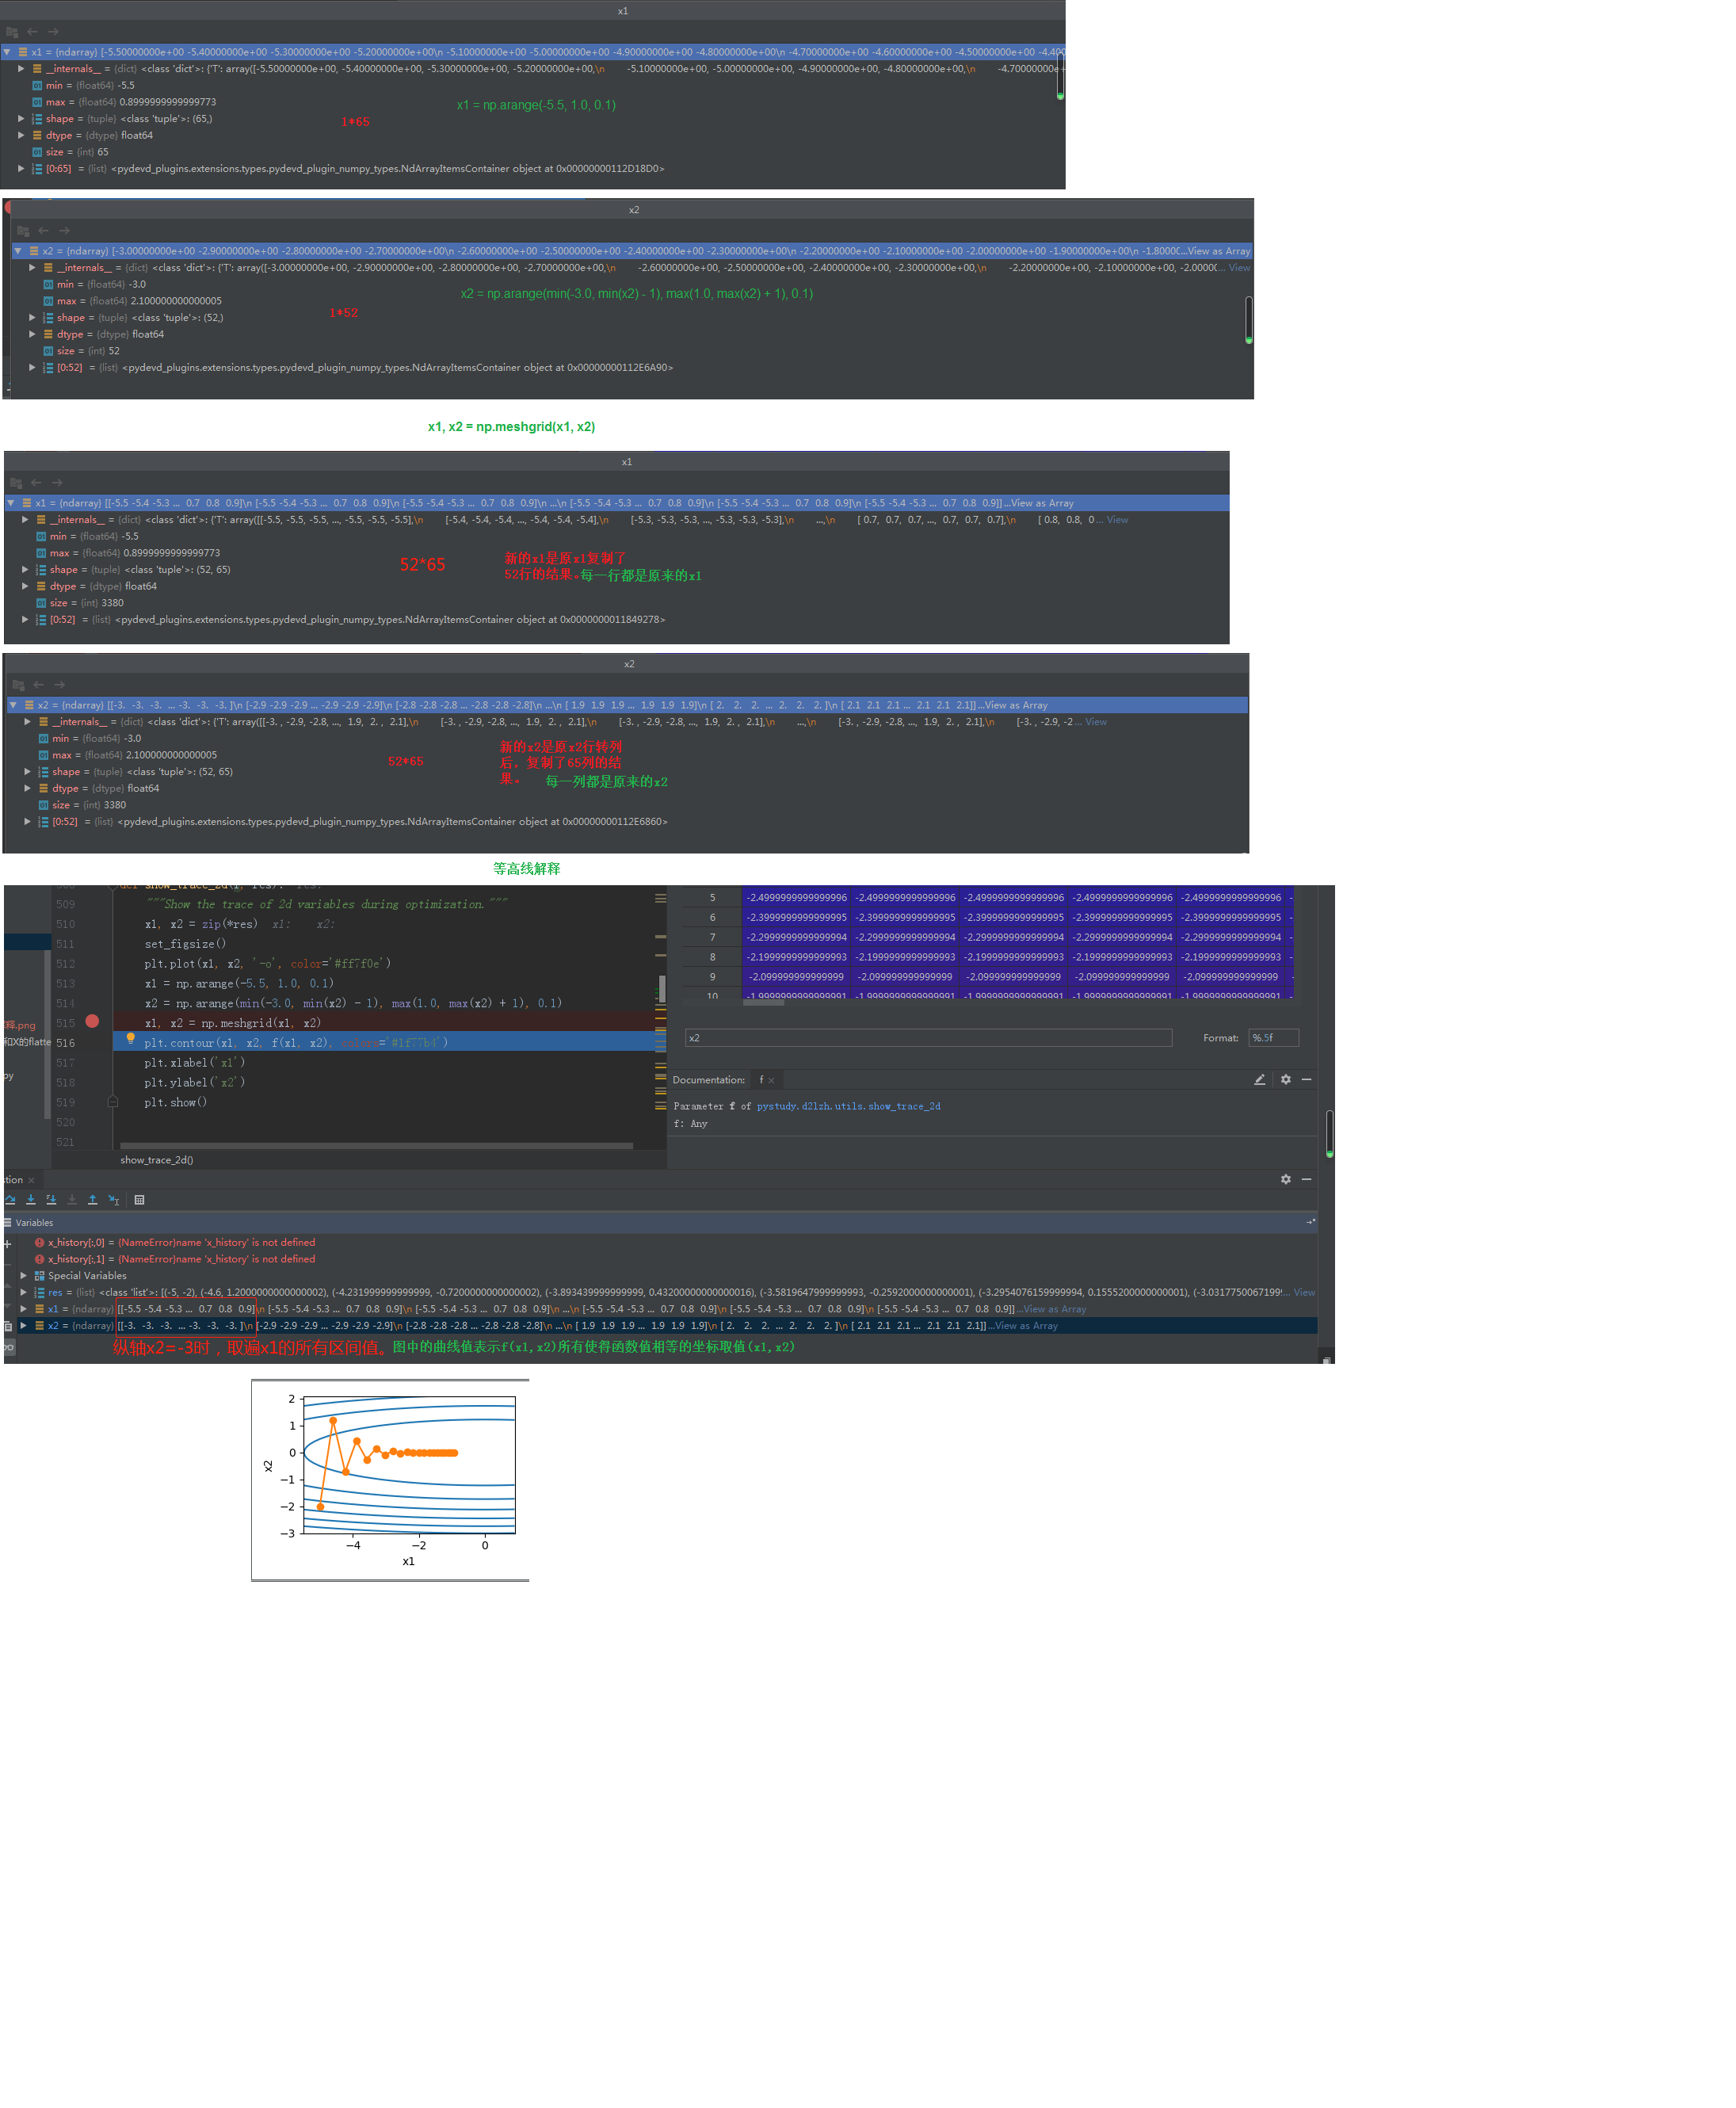 x1
x1 = {ndarray} [-5.50000000e+00 -5.40000000e+00 -5.30000000e+00 -5.20000000e+00\n -5.10000000e+00 -5.00000000e+00 -4.90000000e+00 -4.80000000e+00\n -4.70000000e+00 -4.60000000e+00 -4.50000000e+00 -4.400
__internals__ = {dict} <class 'dict'>: {'T': array([-5.50000000e+00, -5.40000000e+00, -5.30000000e+00, -5.20000000e+00,\n -5.10000000e+00, -5.00000000e+00, -4.90000000e+00, -4.80000000e+00,\n -4.70000000e+
min = {float64} -5.5
max = {float64} 0.8999999999999773
x1 = np.arange(-5.5, 1.0, 0.1)
shape = {tuple} <class 'tuple'>: (65,)
1*65
dtype = {dtype} float64
size = {int} 65
[0:65] = {list} <pydevd_plugins.extensions.types.pydevd_plugin_numpy_types.NdArrayItemsContainer object at 0x00000000112D18D0>
x2
x2 = {ndarray} [-3.00000000e+00 -2.90000000e+00 -2.80000000e+00 -2.70000000e+00\n -2.60000000e+00 -2.50000000e+00 -2.40000000e+00 -2.30000000e+00\n -2.20000000e+00 -2.10000000e+00 -2.00000000e+00 -1.90000000e+00\n -1.8000(...View as Array
__internals__ = {dict} <class 'dict'>: {'T': array([-3.00000000e+00, -2.90000000e+00, -2.80000000e+00, -2.70000000e+00,\n -2.60000000e+00, -2.50000000e+00, -2.40000000e+00, -2.30000000e+00,\n -2.20000000e+00, -2.10000000e+00, -2.0000(... View
min = {float64} -3.0
x2 = np.arange(min(-3.0, min(x2) - 1), max(1.0, max(x2) + 1), 0.1)
max = {float64} 2.100000000000005
shape = {tuple} <class 'tuple'>: (52,)
1*52
dtype = {dtype} float64
size = {int} 52
[0:52] = {list} <pydevd_plugins.extensions.types.pydevd_plugin_numpy_types.NdArrayItemsContainer object at 0x00000000112E6A90>
x1, x2 = np.meshgrid(x1, x2)
x1
x1 = {ndarray} [[-5.5 -5.4 -5.3 ... 0.7 0.8 0.9]\n [-5.5 -5.4 -5.3 ... 0.7 0.8 0.9]\n [-5.5 -5.4 -5.3 ... 0.7 0.8 0.9]\n ...\n [-5.5 -5.4 -5.3 ... 0.7 0.8 0.9]\n [-5.5 -5.4 -5.3 ... 0.7 0.8 0.9]\n [-5.5 -5.4 -5.3 ... 0.7 0.8 0.9]] ...View as Array
__internals__ = {dict} <class 'dict'>: {'T': array([[-5.5, -5.5, -5.5, ..., -5.5, -5.5, -5.5],\n [-5.4, -5.4, -5.4, ..., -5.4, -5.4, -5.4],\n [-5.3, -5.3, -5.3, ..., -5.3, -5.3, -5.3],\n ...,\n [ 0.7, 0.7, 0.7, ..., 0.7, 0.7, 0.7],\n [ 0.8, 0.8, 0 ... View
min = {float64} -5.5
max = {float64} 0.8999999999999773
52*65
新的x1是原x1复制了
52行的结果。每一行都是原来的x1
shape = {tuple} <class 'tuple'>: (52, 65)
dtype = {dtype} float64
size = {int} 3380
[0:52] = {list} <pydevd_plugins.extensions.types.pydevd_plugin_numpy_types.NdArrayItemsContainer object at 0x0000000011849278>
x2
x2 = {ndarray} [[-3. -3. -3. ... -3. -3. -3. ]\n [-2.9 -2.9 -2.9 ... -2.9 -2.9 -2.9]\n [-2.8 -2.8 -2.8 ... -2.8 -2.8 -2.8]\n ...\n [ 1.9 1.9 1.9 ... 1.9 1.9 1.9]\n [ 2. 2. 2. ... 2. 2. 2. ]\n [ 2.1 2.1 2.1 ... 2.1 2.1 2.1]] ...View as Array
__internals__ = {dict} <class 'dict'>: {'T': array([[-3. , -2.9, -2.8, ..., 1.9, 2. , 2.1],\n [-3. , -2.9, -2.8, ..., 1.9, 2. , 2.1],\n [-3. , -2.9, -2.8, ..., 1.9, 2. , 2.1],\n ...,\n [-3. , -2.9, -2.8, ..., 1.9, 2. , 2.1],\n [-3. , -2.9, -2 ... View
min = {float64} -3.0
max = {float64} 2.100000000000005
52*65
新的x2是原x2行转列
后，复制了65列的结
果。 每一列都是原来的x2
shape = {tuple} <class 'tuple'>: (52, 65)
dtype = {dtype} float64
size = {int} 3380
[0:52] = {list} <pydevd_plugins.extensions.types.pydevd_plugin_numpy_types.NdArrayItemsContainer object at 0x00000000112E6860>
等高线解释
509 """Show the trace of 2d variables during optimization."""
510 x1, x2 = zip(*res) x1: x2:
511 set_figsize()
512 plt.plot(x1, x2, '-o', color='#ff7f0e')
513 x1 = np.arange(-5.5, 1.0, 0.1)
514 x2 = np.arange(min(-3.0, min(x2) - 1), max(1.0, max(x2) + 1), 0.1)
515 x1, x2 = np.meshgrid(x1, x2)
516 plt.contour(x1, x2, f(x1, x2), colors='#1f77b4')
517 plt.xlabel('x1')
518 plt.ylabel('x2')
519 plt.show()
520
521
释.png
和X的flatte
py
show_trace_2d()
5 -2.4999999999999996 -2.4999999999999996 -2.4999999999999996 -2.4999999999999996 -2.4999999999999996 -
6 -2.3999999999999995 -2.3999999999999995 -2.3999999999999995 -2.3999999999999995 -2.3999999999999995 -
7 -2.2999999999999994 -2.2999999999999994 -2.2999999999999994 -2.2999999999999994 -2.2999999999999994 -
8 -2.1999999999999993 -2.1999999999999993 -2.1999999999999993 -2.1999999999999993 -2.1999999999999993 -
9 -2.099999999999999 -2.099999999999999 -2.099999999999999 -2.099999999999999 -2.099999999999999 -
10 -1.9999999999999991 -1.9999999999999991 -1.9999999999999991 -1.9999999999999991 -1.9999999999999991 -
x2 Format: %.5f
Documentation: f ×
Parameter f of pystudy.d2lzh.utils.show_trace_2d
f: Any
stion ×
Variables
x_history[:,0] = {NameError}name 'x_history' is not defined
x_history[:,1] = {NameError}name 'x_history' is not defined
Special Variables
res = {list} <class 'list'>: [(-5, -2), (-4.6, 1.2000000000000002), (-4.231999999999999, -0.7200000000000002), (-3.893439999999999, 0.43200000000000016), (-3.5819647999999993, -0.2592000000000001), (-3.2954076159999994, 0.1555200000000001), (-3.0317750067199... View
x1 = {ndarray} [[-5.5 -5.4 -5.3 ... 0.7 0.8 0.9]\n [-5.5 -5.4 -5.3 ... 0.7 0.8 0.9]\n [-5.5 -5.4 -5.3 ... 0.7 0.8 0.9]\n ...\n [-5.5 -5.4 -5.3 ... 0.7 0.8 0.9]\n [-5.5 -5.4 -5.3 ... 0.7 0.8 0.9]\n [-5.5 -5.4 -5.3 ... 0.7 0.8 0.9]] ...View as Array
x2 = {ndarray} [[-3. -3. -3. ... -3. -3. -3. ]\n [-2.9 -2.9 -2.9 ... -2.9 -2.9 -2.9]\n [-2.8 -2.8 -2.8 ... -2.8 -2.8 -2.8]\n ...\n [ 1.9 1.9 1.9 ... 1.9 1.9 1.9]\n [ 2. 2. 2. ... 2. 2. 2. ]\n [ 2.1 2.1 2.1 ... 2.1 2.1 2.1]] ...View as Array
纵轴x2=-3时，取遍x1的所有区间值。图中的曲线值表示f(x1,x2)所有使得函数值相等的坐标取值(x1,x2)
2
1
0
−1
−2
−3
x2
−4 −2 0
x1